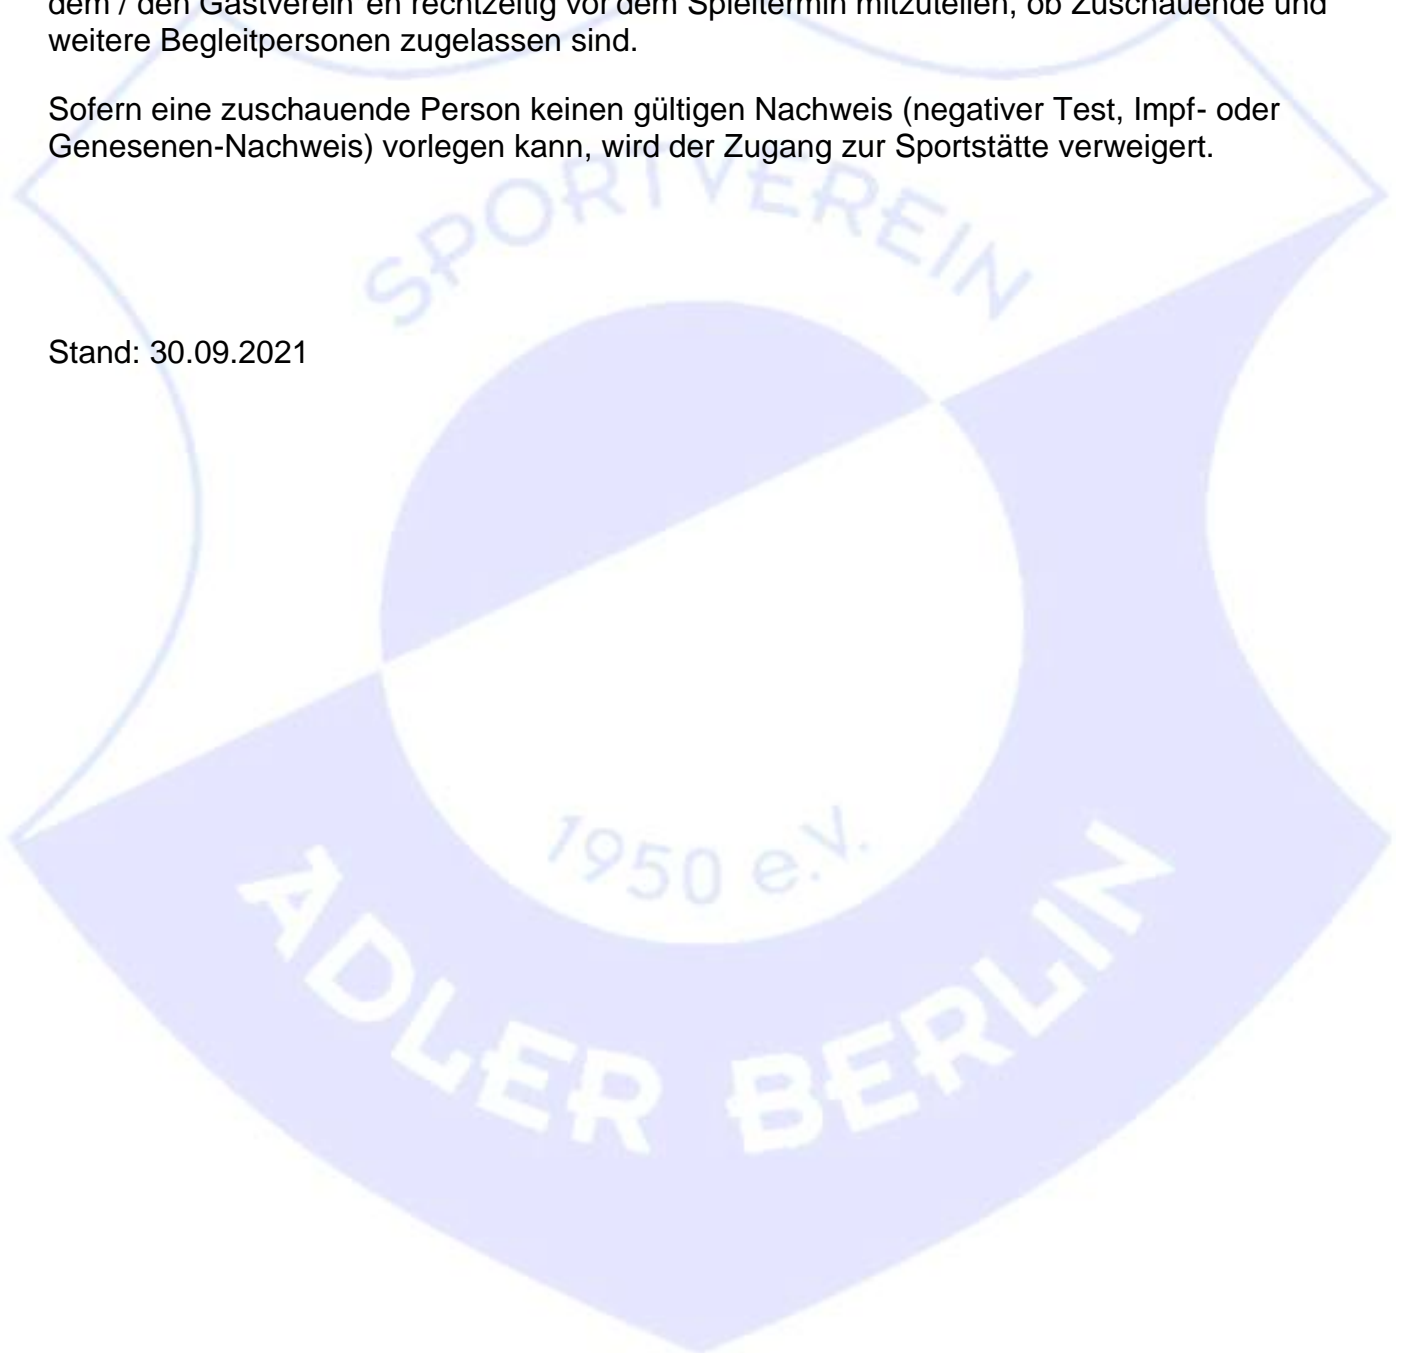 dem / den Gastverein*en rechtzeitig vor dem Spieltermin mitzuteilen, ob Zuschauende und
weitere Begleitpersonen zugelassen sind.
Sofern eine zuschauende Person keinen gültigen Nachweis (negativer Test, Impf- oder
Genesenen-Nachweis) vorlegen kann, wird der Zugang zur Sportstätte verweigert.
SPORTVEREIN
Stand: 30.09.2021
1950 e.V.
ADLER BERLIN